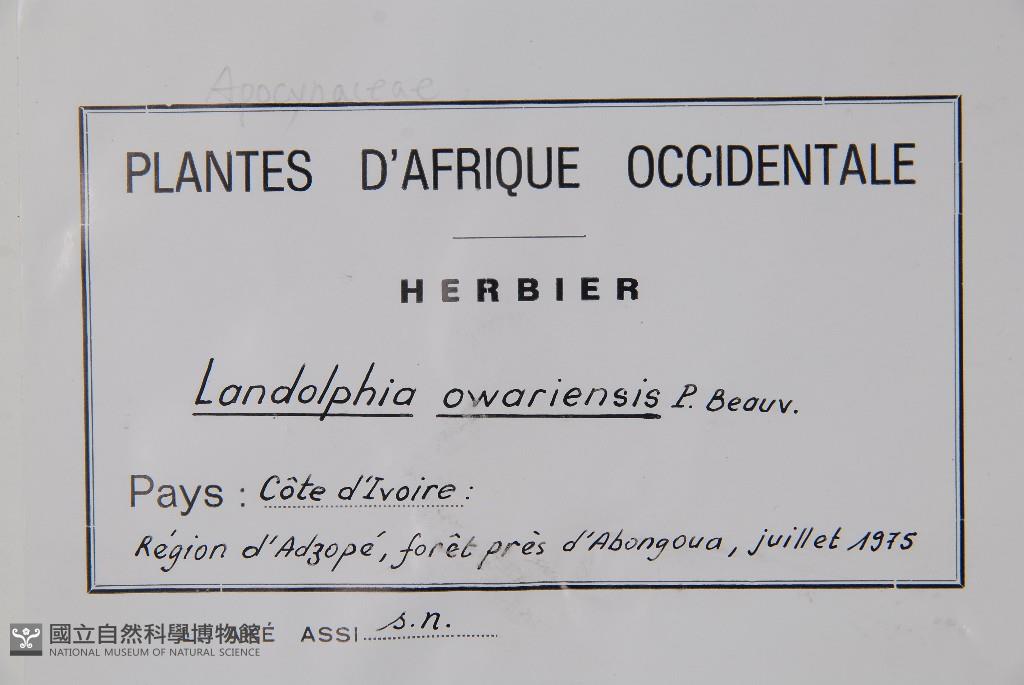 Apocynaceae
PLANTES D'AFRIQUE OCCIDENTALE
HERBIER
Landolphia owariensis P. Beauv.
Pays : Côte d'Ivoire :
Région d'Adzopé, forêt près d'Abongoua, juillet 1975
ASSI s.n.
國立自然科學博物館
NATIONAL MUSEUM OF NATURAL SCIENCE